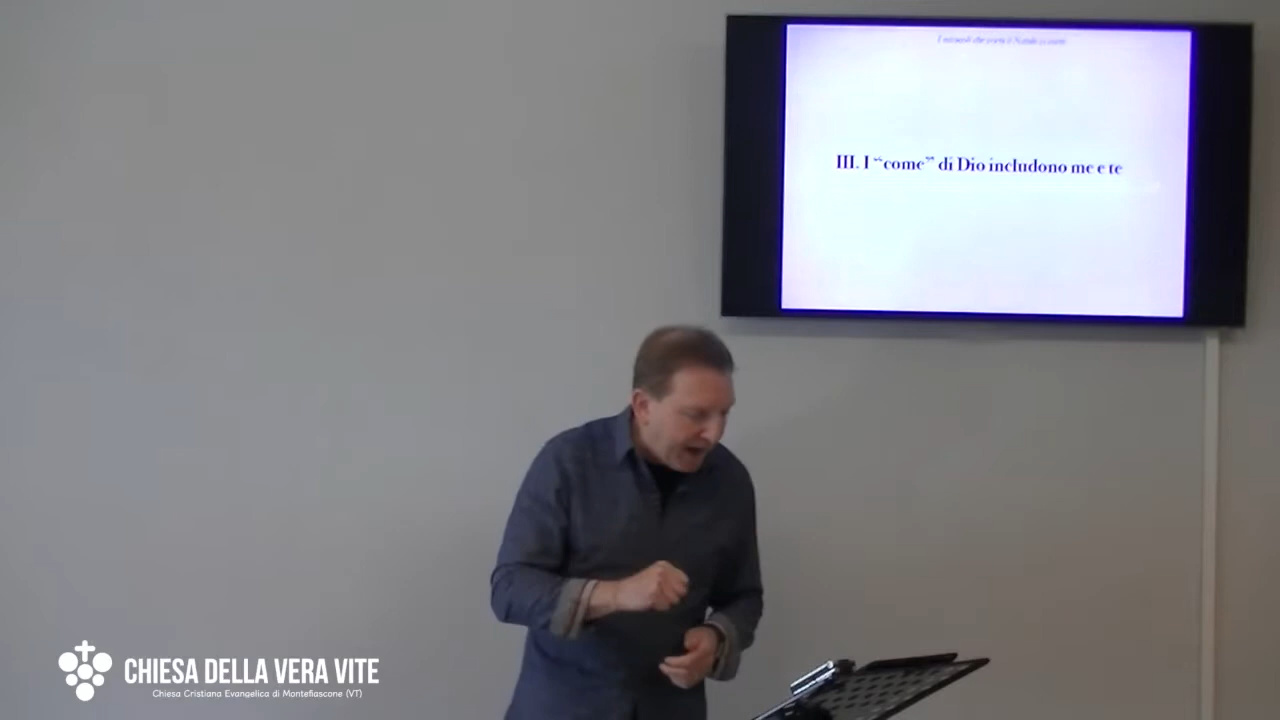 III. I “come” di Dio includono me e te
CHIESA DELLA VERA VITE
Chiesa Cristiana Evangelica di Montefiascone (VT)